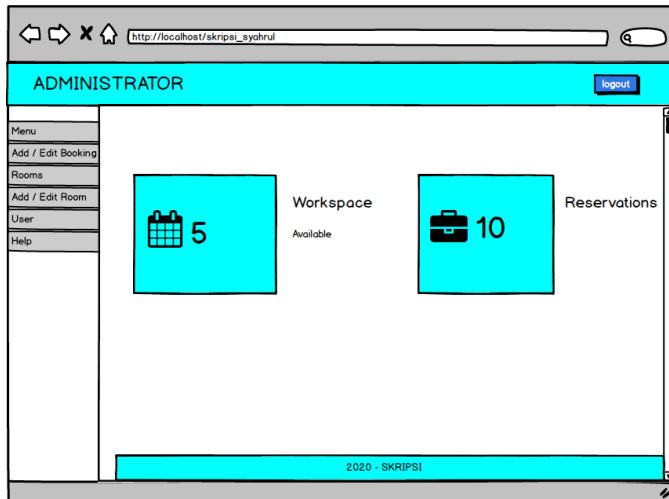 http://localhost/skripsi_syahrul
ADMINISTRATOR
logout
Menu
Add / Edit Booking
Rooms
Add / Edit Room
User
Help
5
Workspace
Available
10
Reservations
2020 - SKRIPSI